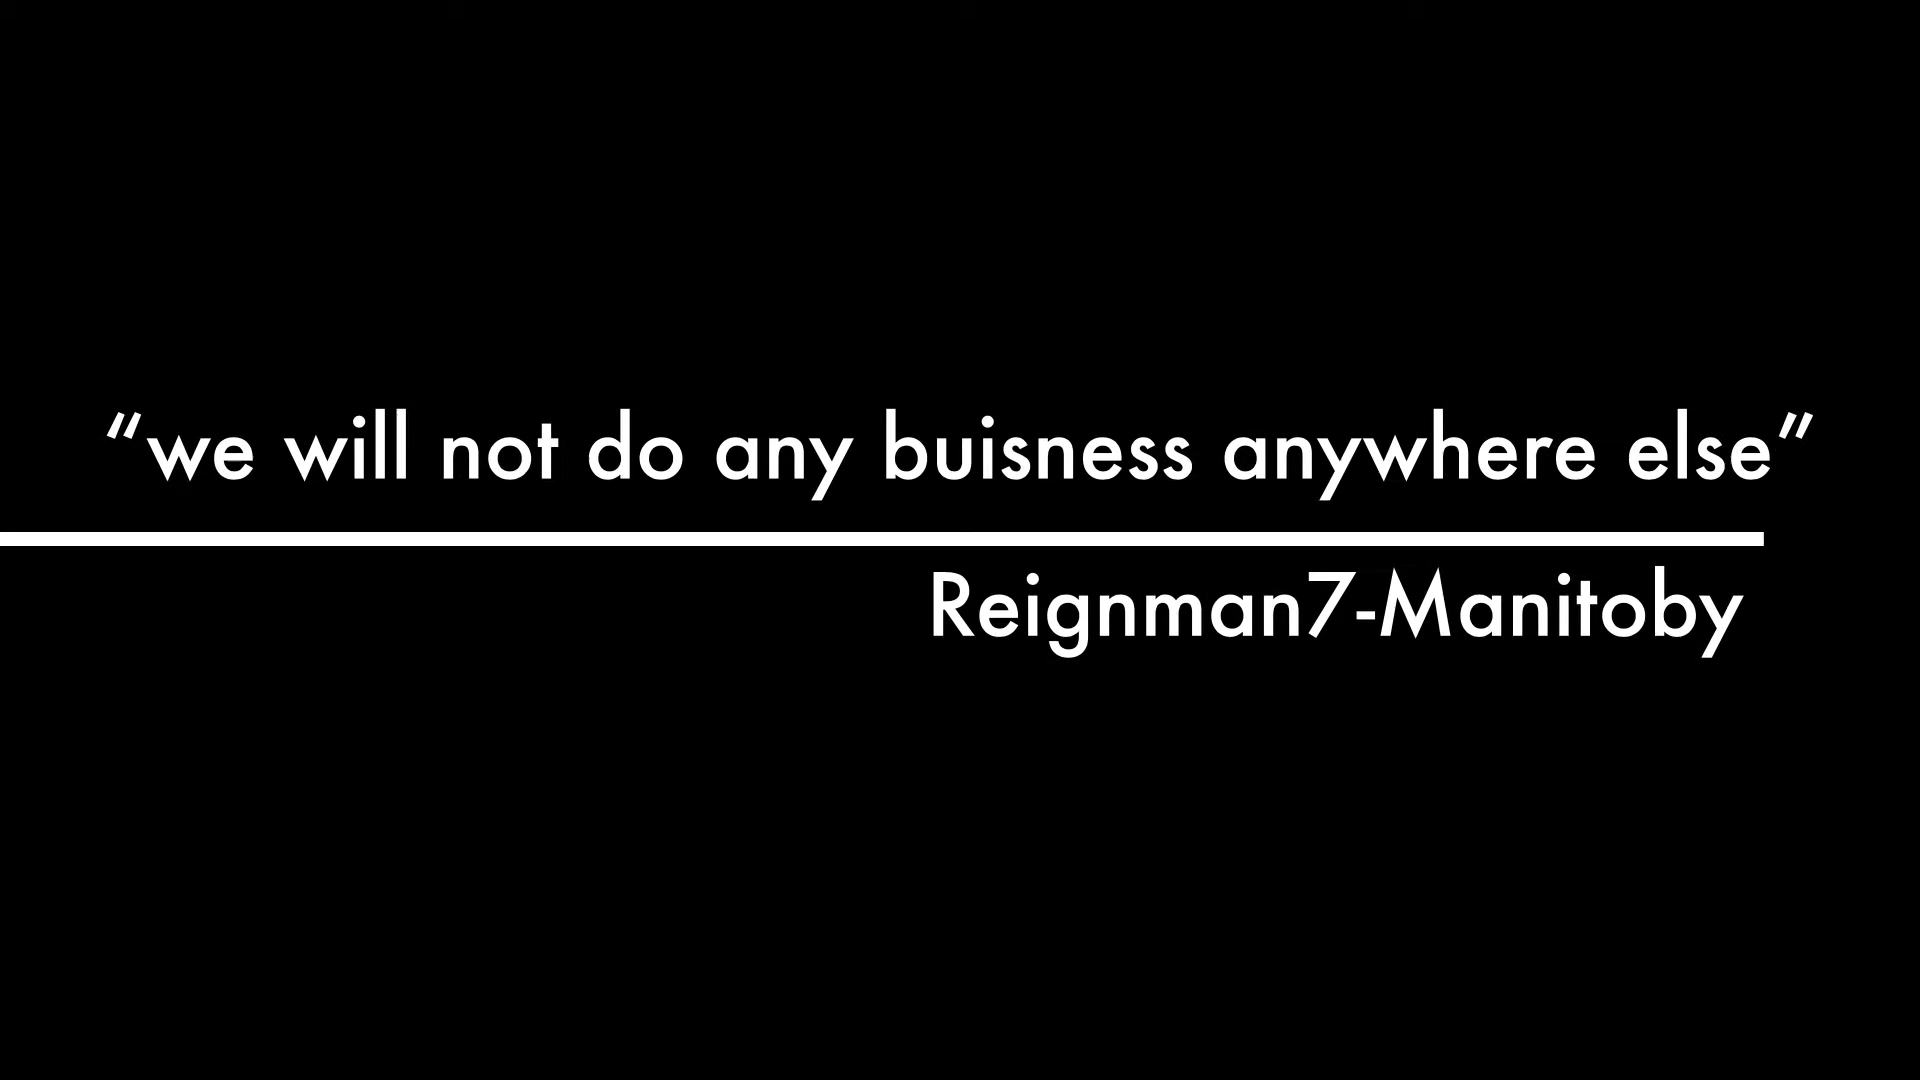 “we will not do any buisness anywhere else”
Reignman7-Manitoby